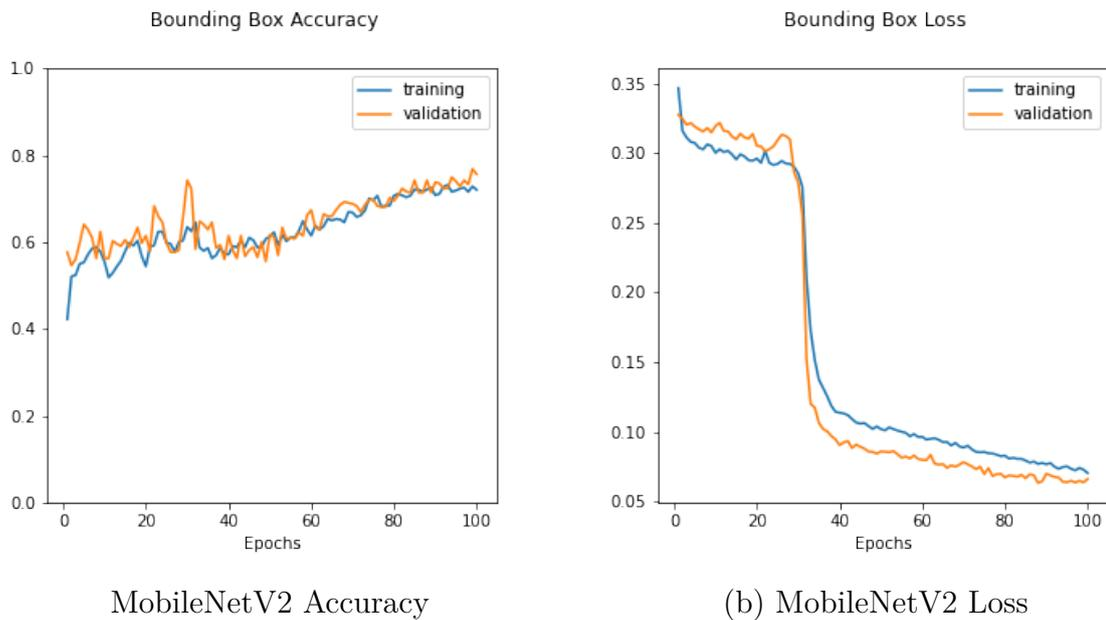 Bounding Box Accuracy
1.0
0.8
0.6
0.4
0.2
0.0
training
validation
0 20 40 60 80 100
Epochs
MobileNetV2 Accuracy
Bounding Box Loss
0.35
0.30
0.25
0.20
0.15
0.10
0.05
training
validation
0 20 40 60 80 100
Epochs
(b) MobileNetV2 Loss